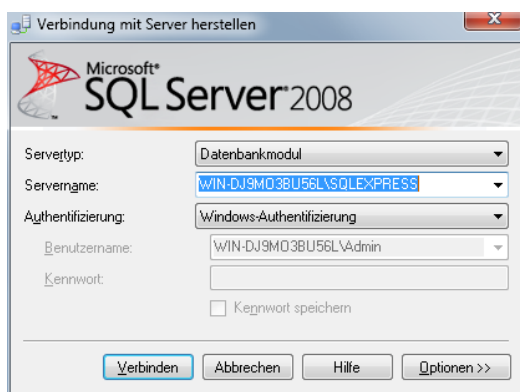 Verbindung mit Server herstellen
Microsoft®
SQL Server® 2008
Servertyp: Datenbankmodul
Servername: WIN-DJ9MO3BU56L\SQLEXPRESS
Authentifizierung: Windows-Authentifizierung
Benutzername: WIN-DJ9MO3BU56L\Admin
Kennwort:
Kennwort speichern
Verbinden Abbrechen Hilfe Optionen >>